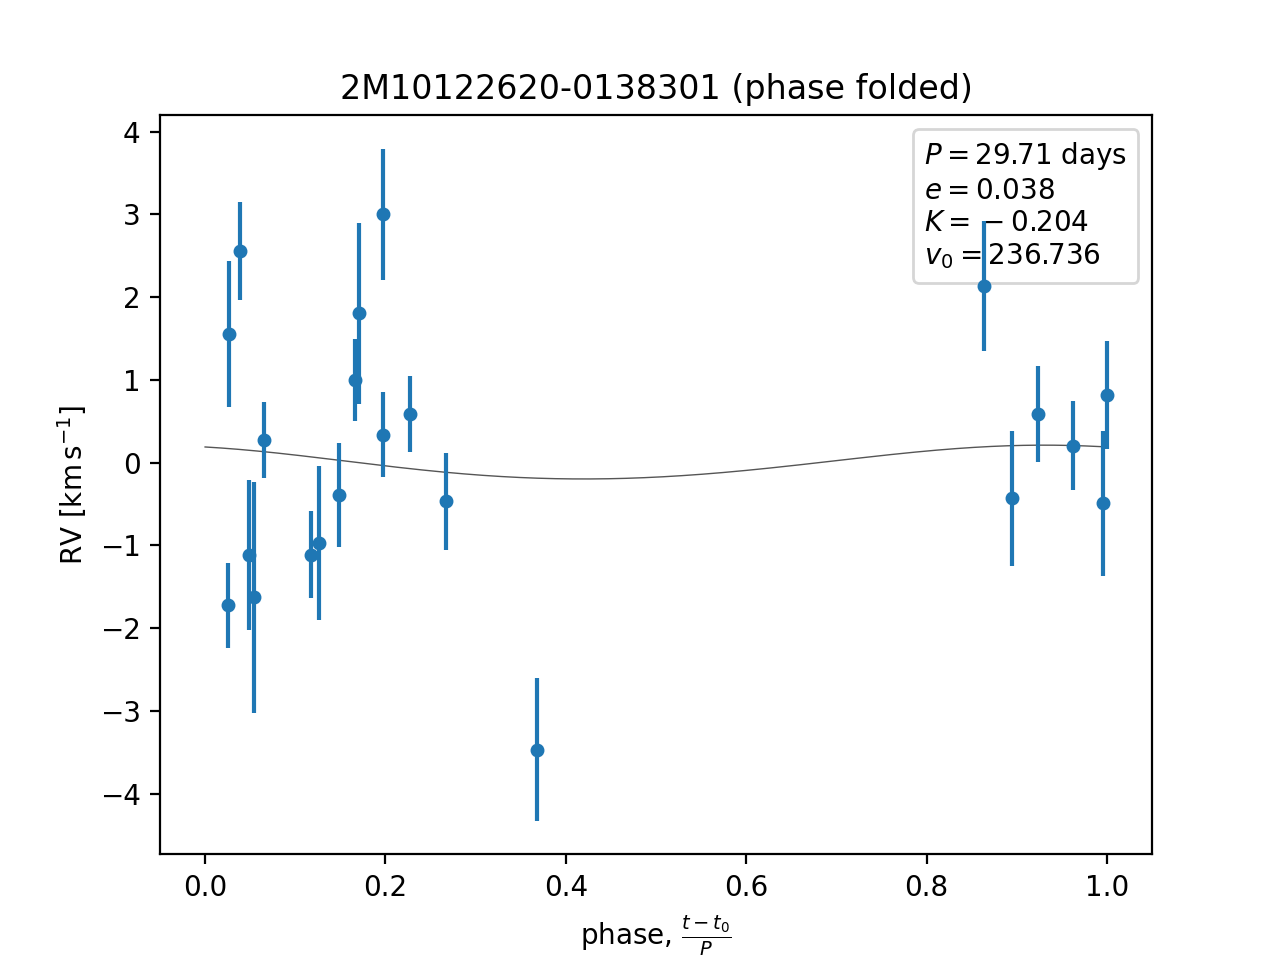 2M10122620-0138301 (phase folded)
P = 29.71 days
e = 0.038
K = −0.204
v₀ = 236.736
4
3
2
1
0
−1
−2
−3
−4
RV [km s⁻¹]
0.0 0.2 0.4 0.6 0.8 1.0
phase, (t − t₀)/P